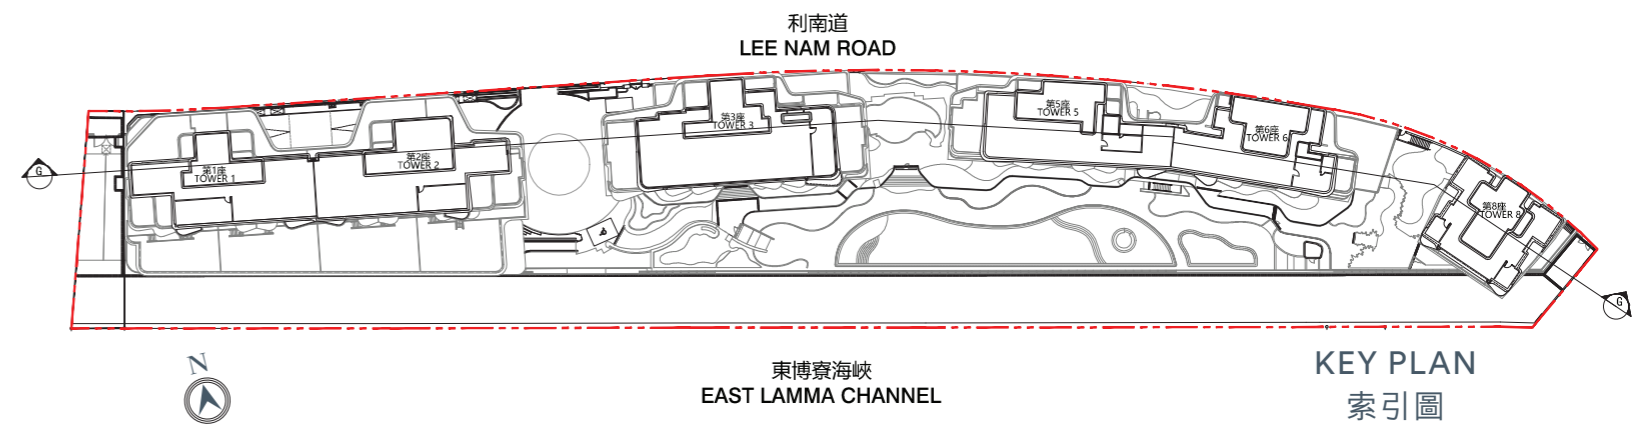 利南道
LEE NAM ROAD
第1座
TOWER 1
第2座
TOWER 2
第3座
TOWER 3
第5座
TOWER 5
第6座
TOWER 6
第8座
TOWER 8
G
G
東博寮海峽
EAST LAMMA CHANNEL
N
KEY PLAN
索引圖